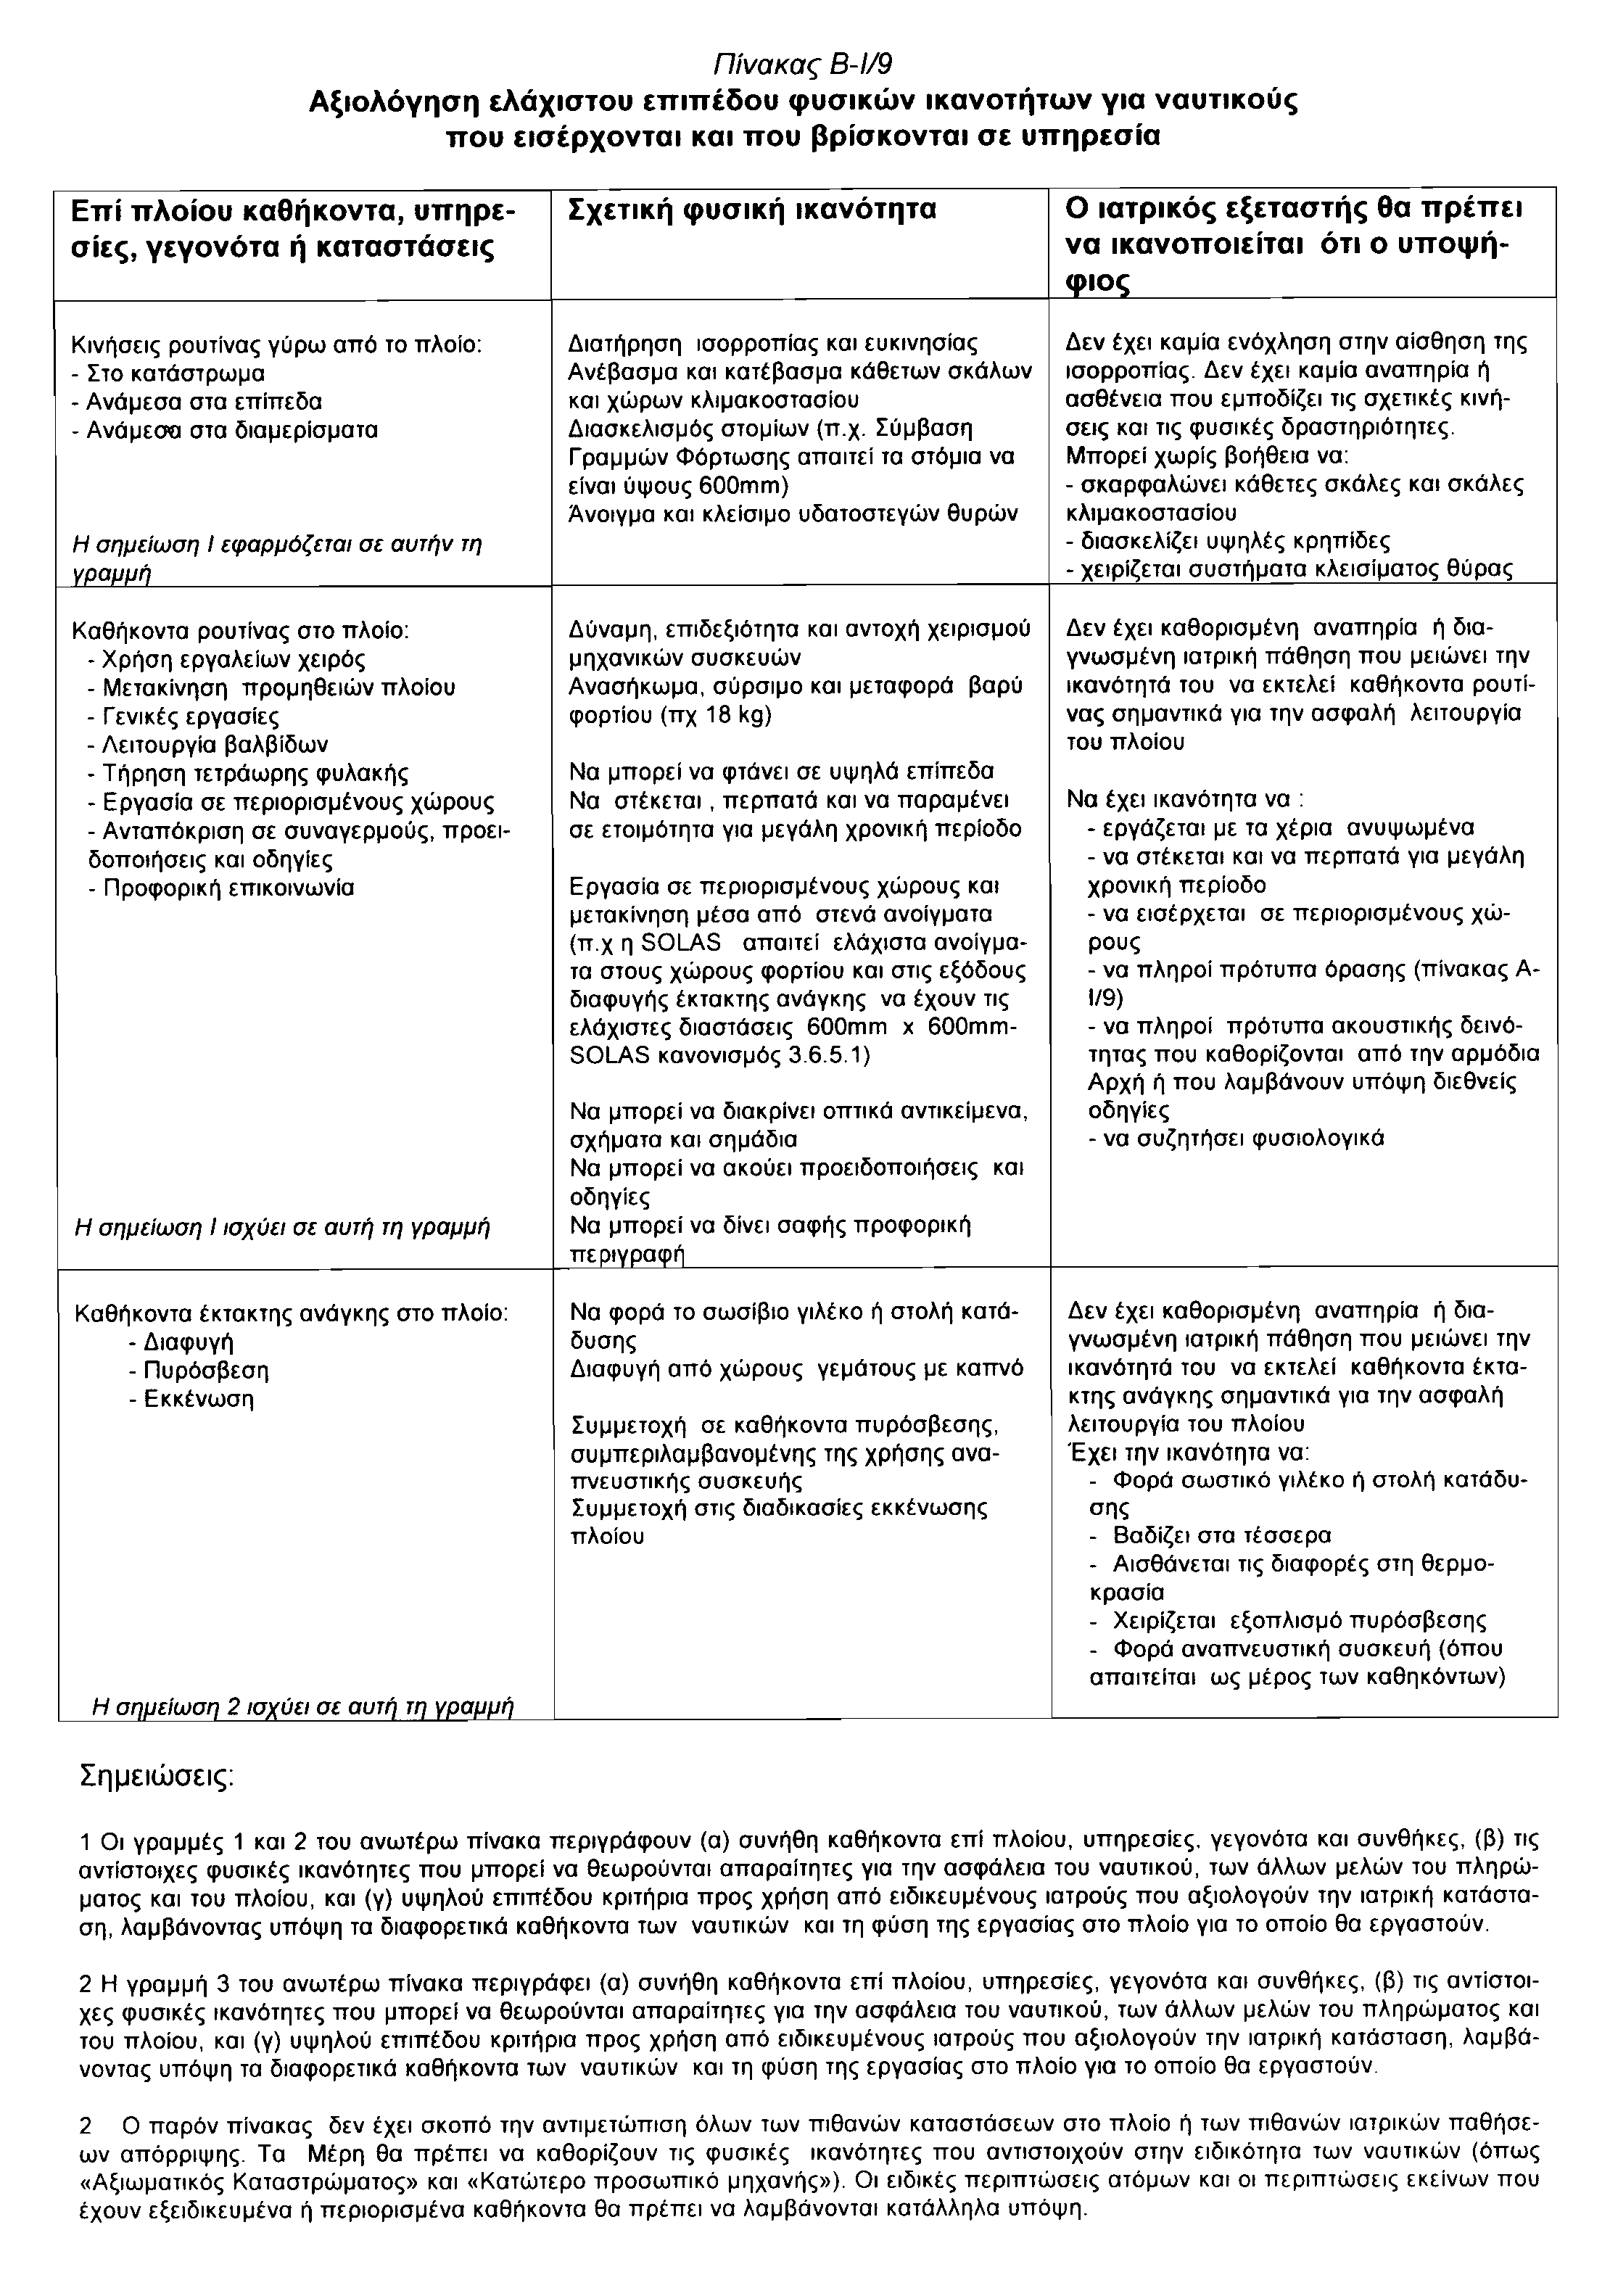 Πίνακας Β-Ι/9
Αξιολόγηση ελάχιστου επιπέδου φυσικών ικανοτήτων για ναυτικούς
που εισέρχονται και που βρίσκονται σε υπηρεσία
Επί πλοίου καθήκοντα, υπηρε-
σίες, γεγονότα ή καταστάσεις
Σχετική φυσική ικανότητα
Ο ιατρικός εξεταστής θα πρέπει
να ικανοποιείται ότι ο υποψή-
φιος
Κινήσεις ρουτίνας γύρω από το πλοίο:
- Στο κατάστρωμα
- Ανάμεσα στα επίπεδα
- Ανάμεσα στα διαμερίσματα
Η σημείωση Ι εφαρμόζεται σε αυτήν τη
γραμμή
Διατήρηση ισορροπίας και ευκινησίας
Ανέβασμα και κατέβασμα κάθετων σκάλων
και χώρων κλιμακοστασίου
Διασκελισμός στομίων (π.χ. Σύμβαση
Γραμμών Φόρτωσης απαιτεί τα στόμια να
είναι ύψους 600mm)
Άνοιγμα και κλείσιμο υδατοστεγών θυρών
Δεν έχει καμία ενόχληση στην αίσθηση της
ισορροπίας. Δεν έχει καμία αναπηρία ή
ασθένεια που εμποδίζει τις σχετικές κινή-
σεις και τις φυσικές δραστηριότητες.
Μπορεί χωρίς βοήθεια να:
- σκαρφαλώνει κάθετες σκάλες και σκάλες
κλιμακοστασίου
- διασκελίζει υψηλές κρηπίδες
- χειρίζεται συστήματα κλεισίματος θύρας
Καθήκοντα ρουτίνας στο πλοίο:
- Χρήση εργαλείων χειρός
- Μετακίνηση προμηθειών πλοίου
- Γενικές εργασίες
- Λειτουργία βαλβίδων
- Τήρηση τετράωρης φυλακής
- Εργασία σε περιορισμένους χώρους
- Ανταπόκριση σε συναγερμούς, προει-
δοποιήσεις και οδηγίες
- Προφορική επικοινωνία
Η σημείωση Ι ισχύει σε αυτή τη γραμμή
Δύναμη, επιδεξιότητα και αντοχή χειρισμού
μηχανικών συσκευών
Ανασήκωμα, σύρσιμο και μεταφορά βαρύ
φορτίου (πχ 18 kg)
Να μπορεί να φτάνει σε υψηλά επίπεδα
Να στέκεται , περπατά και να παραμένει
σε ετοιμότητα για μεγάλη χρονική περίοδο
Εργασία σε περιορισμένους χώρους και
μετακίνηση μέσα από στενά ανοίγματα
(π.χ η SOLAS απαιτεί ελάχιστα ανοίγμα-
τα στους χώρους φορτίου και στις εξόδους
διαφυγής έκτακτης ανάγκης να έχουν τις
ελάχιστες διαστάσεις 600mm x 600mm-
SOLAS κανονισμός 3.6.5.1)
Να μπορεί να διακρίνει οπτικά αντικείμενα,
σχήματα και σημάδια
Να μπορεί να ακούει προειδοποιήσεις και
οδηγίες
Να μπορεί να δίνει σαφής προφορική
περιγραφή
Δεν έχει καθορισμένη αναπηρία ή δια-
γνωσμένη ιατρική πάθηση που μειώνει την
ικανότητά του να εκτελεί καθήκοντα ρουτί-
νας σημαντικά για την ασφαλή λειτουργία
του πλοίου
Να έχει ικανότητα να :
- εργάζεται με τα χέρια ανυψωμένα
- να στέκεται και να περπατά για μεγάλη
χρονική περίοδο
- να εισέρχεται σε περιορισμένους χώ-
ρους
- να πληροί πρότυπα όρασης (πίνακας Α-
Ι/9)
- να πληροί πρότυπα ακουστικής δεινό-
τητας που καθορίζονται από την αρμόδια
Αρχή ή που λαμβάνουν υπόψη διεθνείς
οδηγίες
- να συζητήσει φυσιολογικά
Καθήκοντα έκτακτης ανάγκης στο πλοίο:
- Διαφυγή
- Πυρόσβεση
- Εκκένωση
Η σημείωση 2 ισχύει σε αυτή τη γραμμή
Να φορά το σωσίβιο γιλέκο ή στολή κατά-
δυσης
Διαφυγή από χώρους γεμάτους με καπνό
Συμμετοχή σε καθήκοντα πυρόσβεσης,
συμπεριλαμβανομένης της χρήσης ανα-
πνευστικής συσκευής
Συμμετοχή στις διαδικασίες εκκένωσης
πλοίου
Δεν έχει καθορισμένη αναπηρία ή δια-
γνωσμένη ιατρική πάθηση που μειώνει την
ικανότητά του να εκτελεί καθήκοντα έκτα-
κτης ανάγκης σημαντικά για την ασφαλή
λειτουργία του πλοίου
Έχει την ικανότητα να:
- Φορά σωστικό γιλέκο ή στολή κατάδυ-
σης
- Βαδίζει στα τέσσερα
- Αισθάνεται τις διαφορές στη θερμο-
κρασία
- Χειρίζεται εξοπλισμό πυρόσβεσης
- Φορά αναπνευστική συσκευή (όπου
απαιτείται ως μέρος των καθηκόντων)
Σημειώσεις:
1 Οι γραμμές 1 και 2 του ανωτέρω πίνακα περιγράφουν (α) συνήθη καθήκοντα επί πλοίου, υπηρεσίες, γεγονότα και συνθήκες, (β) τις
αντίστοιχες φυσικές ικανότητες που μπορεί να θεωρούνται απαραίτητες για την ασφάλεια του ναυτικού, των άλλων μελών του πληρώ-
ματος και του πλοίου, και (γ) υψηλού επιπέδου κριτήρια προς χρήση από ειδικευμένους ιατρούς που αξιολογούν την ιατρική κατάστα-
ση, λαμβάνοντας υπόψη τα διαφορετικά καθήκοντα των ναυτικών και τη φύση της εργασίας στο πλοίο για το οποίο θα εργαστούν.
2 Η γραμμή 3 του ανωτέρω πίνακα περιγράφει (α) συνήθη καθήκοντα επί πλοίου, υπηρεσίες, γεγονότα και συνθήκες, (β) τις αντίστοι-
χες φυσικές ικανότητες που μπορεί να θεωρούνται απαραίτητες για την ασφάλεια του ναυτικού, των άλλων μελών του πληρώματος και
του πλοίου, και (γ) υψηλού επιπέδου κριτήρια προς χρήση από ειδικευμένους ιατρούς που αξιολογούν την ιατρική κατάσταση, λαμβά-
νοντας υπόψη τα διαφορετικά καθήκοντα των ναυτικών και τη φύση της εργασίας στο πλοίο για το οποίο θα εργαστούν.
2 Ο παρόν πίνακας δεν έχει σκοπό την αντιμετώπιση όλων των πιθανών καταστάσεων στο πλοίο ή των πιθανών ιατρικών παθήσε-
ων απόρριψης. Τα Μέρη θα πρέπει να καθορίζουν τις φυσικές ικανότητες που αντιστοιχούν στην ειδικότητα των ναυτικών (όπως
«Αξιωματικός Καταστρώματος» και «Κατώτερο προσωπικό μηχανής»). Οι ειδικές περιπτώσεις ατόμων και οι περιπτώσεις εκείνων που
έχουν εξειδικευμένα ή περιορισμένα καθήκοντα θα πρέπει να λαμβάνονται κατάλληλα υπόψη.